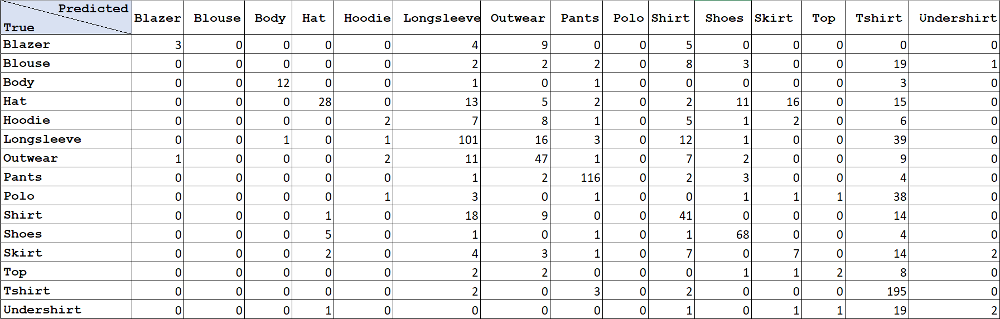 Predicted
True
Blazer Blouse Body Hat Hoodie Longsleeve Outwear Pants Polo Shirt Shoes Skirt Top Tshirt Undershirt
Blazer 3 0 0 0 0 4 9 0 0 5 0 0 0 0 0
Blouse 0 0 0 0 0 2 2 2 0 8 3 0 0 19 1
Body 0 0 12 0 0 1 0 1 0 0 0 0 0 3 0
Hat 0 0 0 28 0 13 5 2 0 2 11 16 0 15 0
Hoodie 0 0 0 0 2 7 8 1 0 5 1 2 0 6 0
Longsleeve 0 0 1 0 1 101 16 3 0 12 1 0 0 39 0
Outwear 1 0 0 0 2 11 47 1 0 7 2 0 0 9 0
Pants 0 0 0 0 0 1 2 116 0 2 3 0 0 4 0
Polo 0 0 0 0 1 3 0 1 0 0 1 1 1 38 0
Shirt 0 0 0 1 0 18 9 0 0 41 0 0 0 14 0
Shoes 0 0 0 5 0 1 0 1 0 1 68 0 0 4 0
Skirt 0 0 0 2 0 4 3 1 0 7 0 7 0 14 2
Top 0 0 0 0 0 2 2 0 0 0 1 1 2 8 0
Tshirt 0 0 0 0 0 2 0 3 0 2 0 0 0 195 0
Undershirt 0 0 0 1 0 0 0 0 0 1 0 1 1 19 2